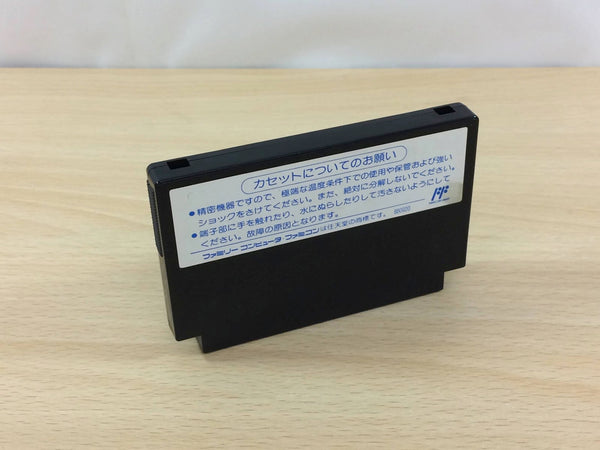 カセットについてのお願い
●精密機器ですので、極端な温度条件下での使用や保管および強い
ショックをさけてください。また、絶対に分解しないでください。
●端子部に手を触れたり、水にぬらしたりして汚さないようにして
ください。故障の原因となります。
ファミリーコンピュータ・ファミコンは任天堂の商標です。